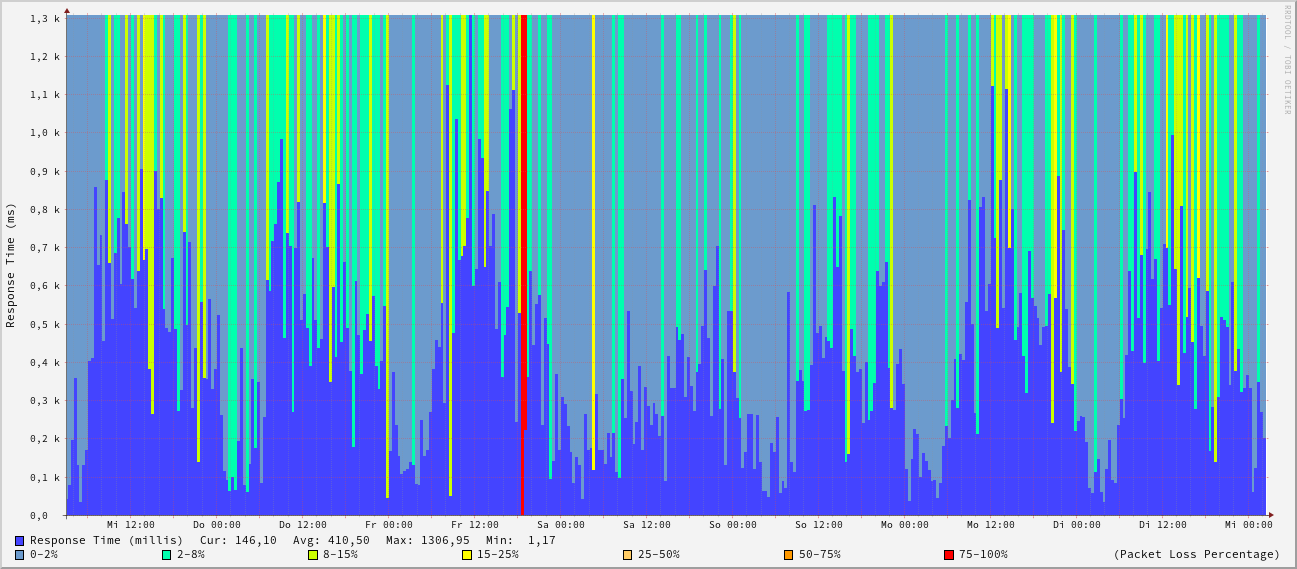 1,3 k
1,2 k
1,1 k
1,0 k
0,9 k
0,8 k
0,7 k
0,6 k
0,5 k
0,4 k
0,3 k
0,2 k
0,1 k
0,0
Response Time (ms)
RRDTOOL / TOBI OETIKER
Mi 12:00 Do 00:00 Do 12:00 Fr 00:00 Fr 12:00 Sa 00:00 Sa 12:00 So 00:00 So 12:00 Mo 00:00 Mo 12:00 Di 00:00 Di 12:00 Mi 00:00
Response Time (millis) Cur: 146,10 Avg: 410,50 Max: 1306,95 Min: 1,17
0-2% 2-8% 8-15% 15-25% 25-50% 50-75% 75-100% (Packet Loss Percentage)